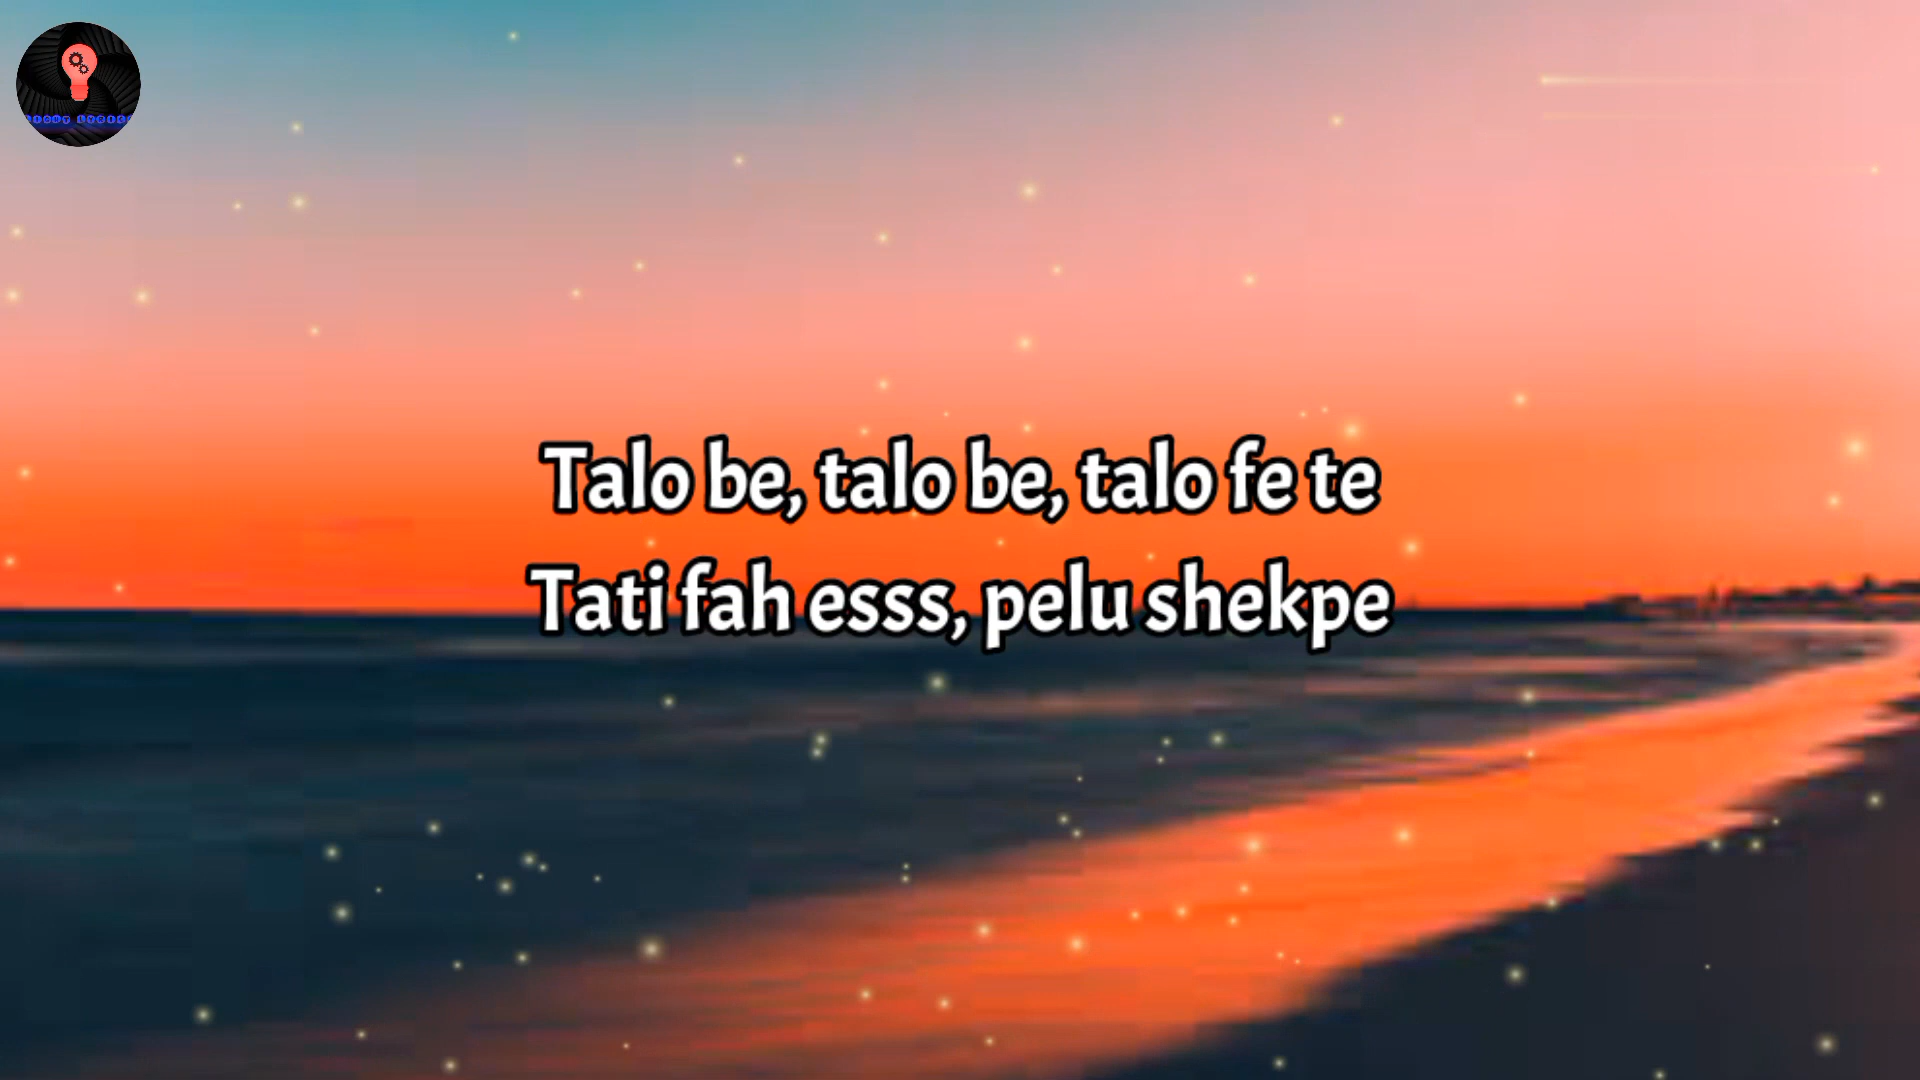 Talo be, talo be, talo fe te
Tati fah esss, pelu shekpe